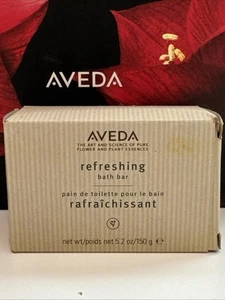 AVEDA
AVEDA
THE ART AND SCIENCE OF PURE
FLOWER AND PLANT ESSENCES
refreshing
bath bar
pain de toilette pour le bain
rafraîchissant
net wt/poids net 5.2 oz/150 g